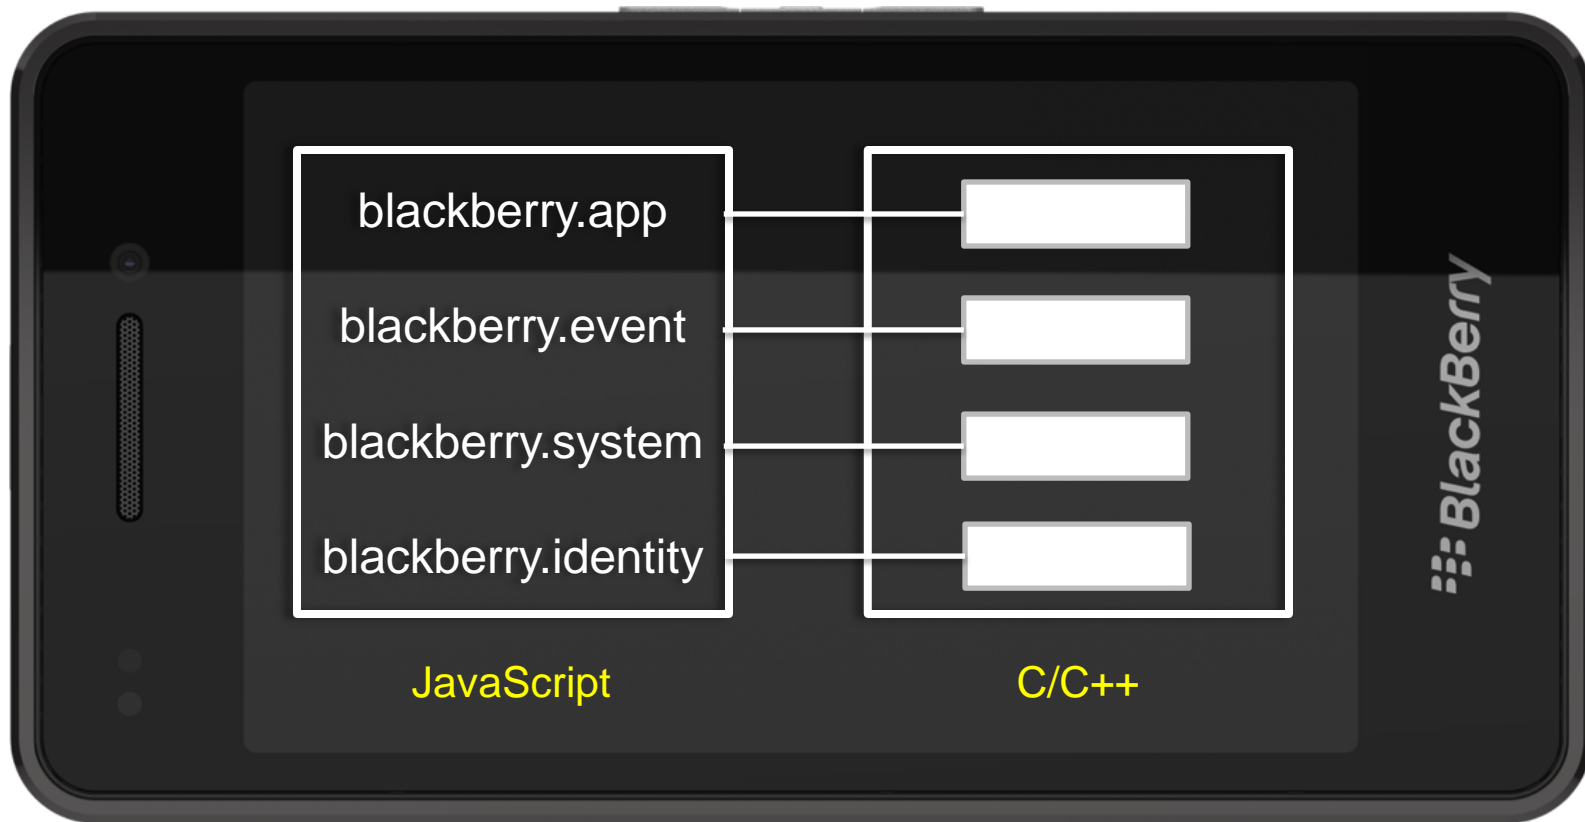 blackberry.app
blackberry.event
blackberry.system
blackberry.identity
JavaScript
C/C++
BlackBerry